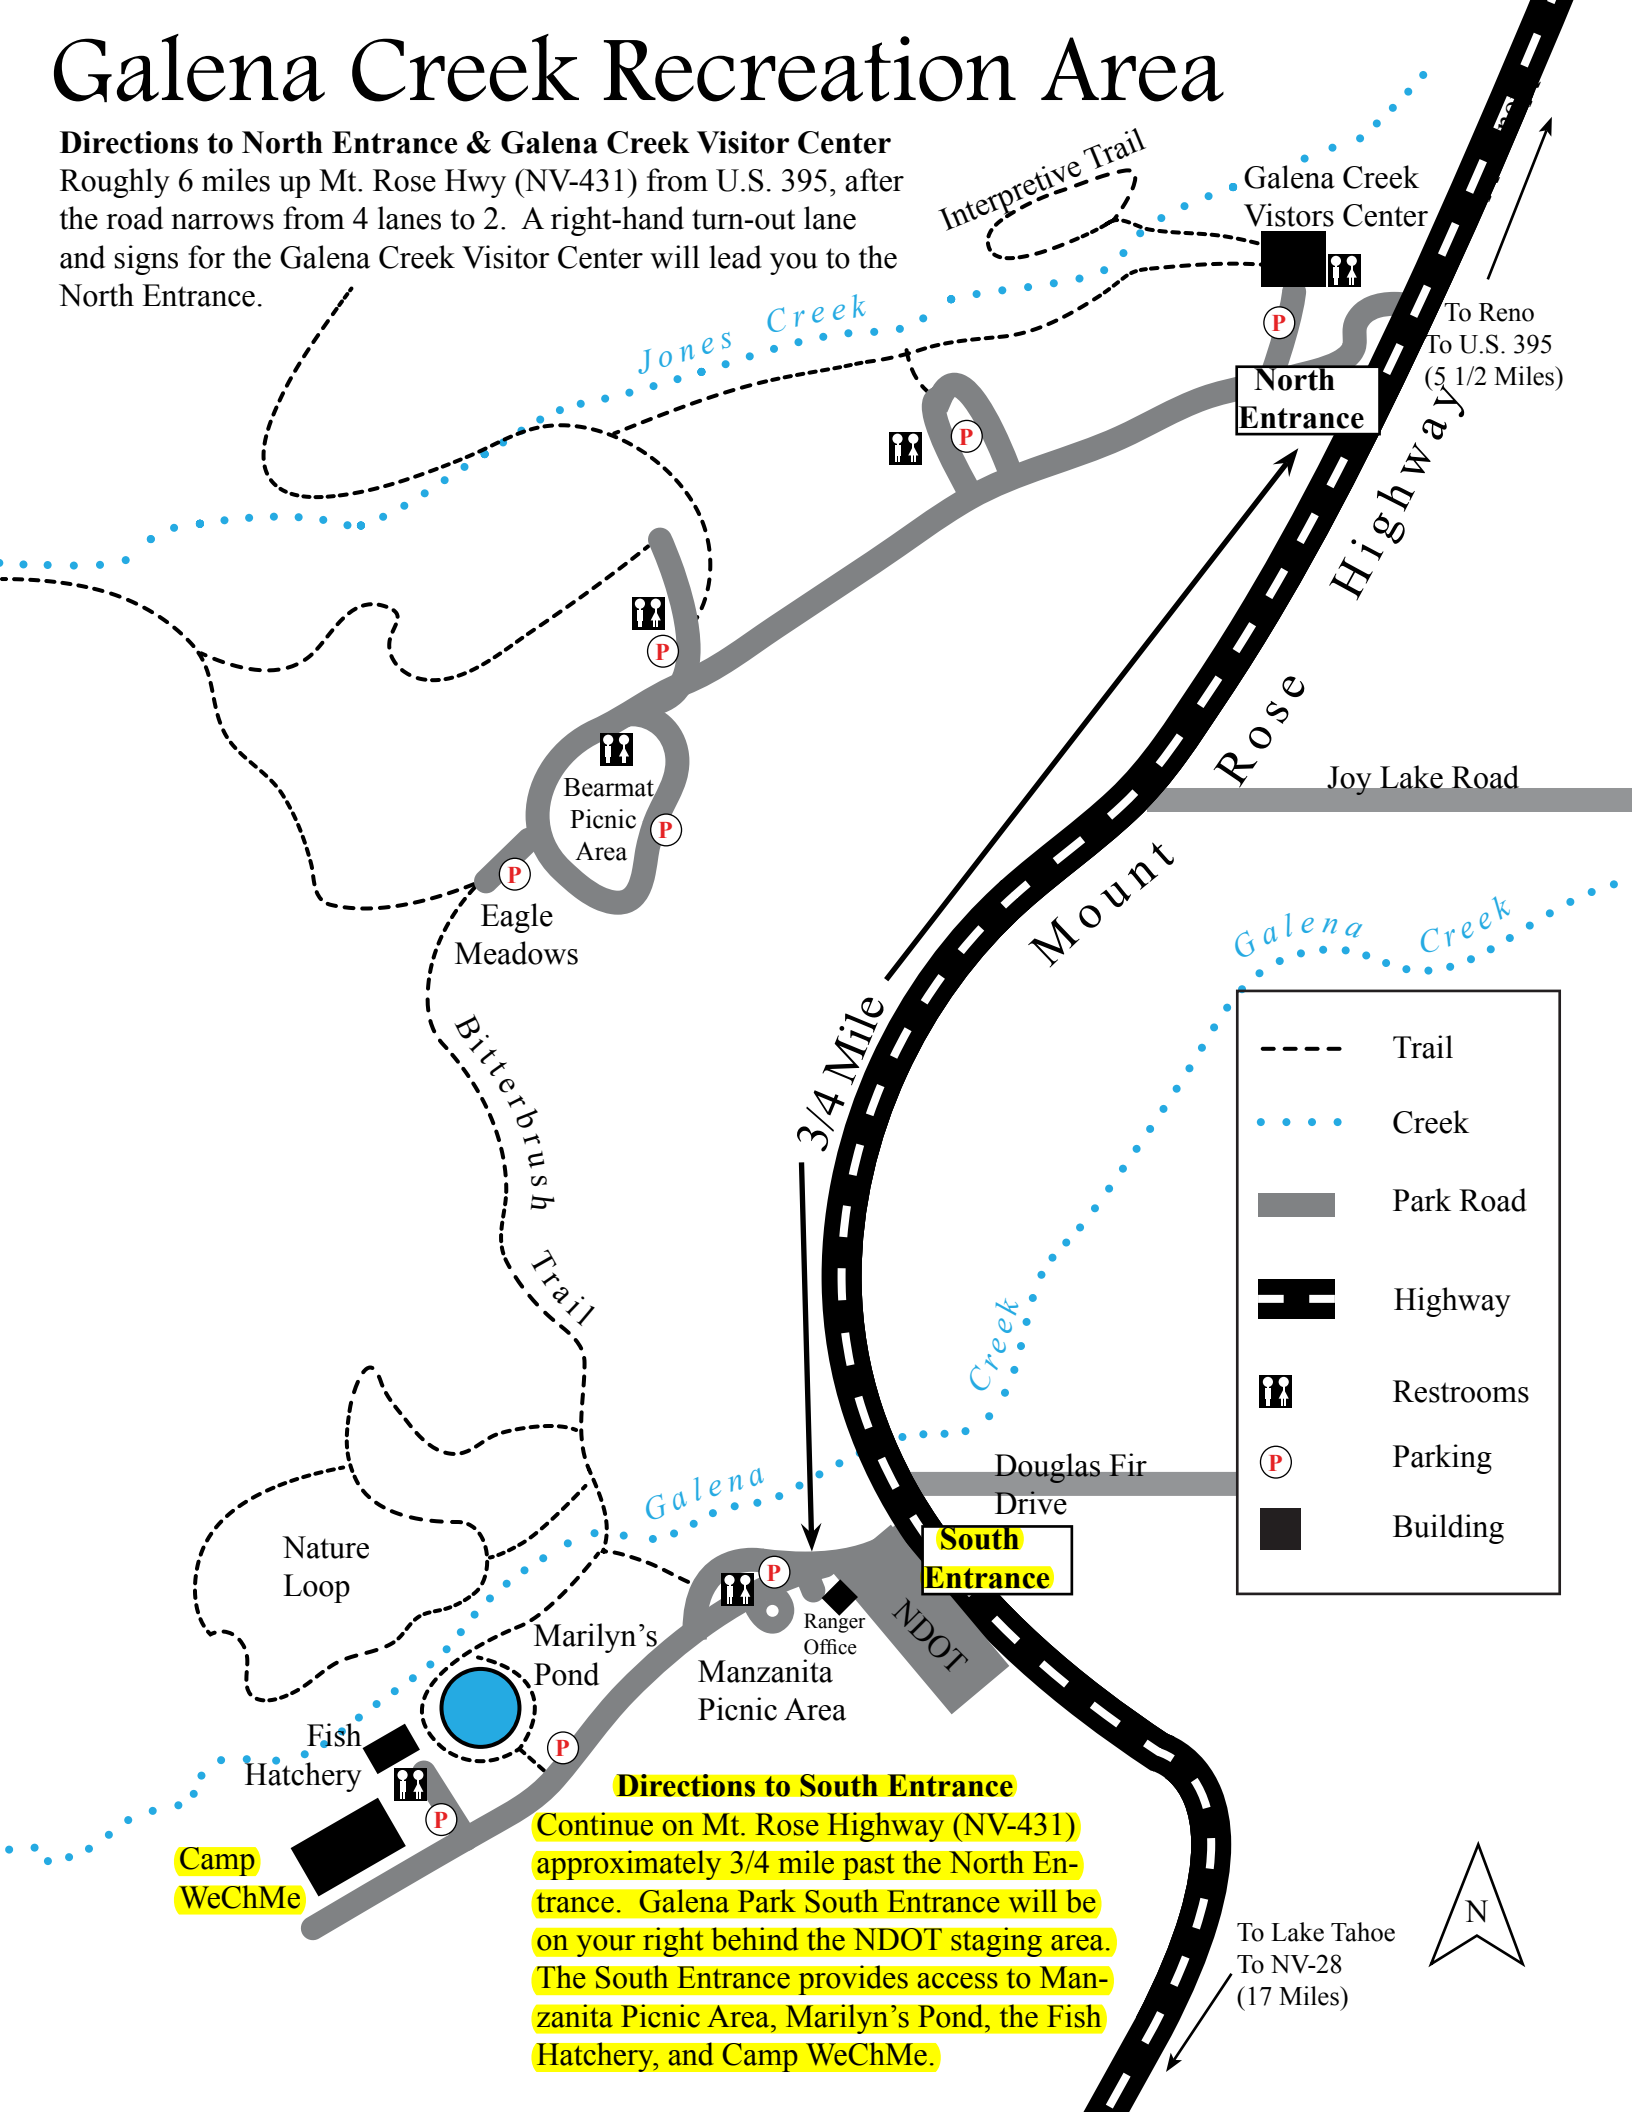 Galena Creek Recreation Area
Directions to North Entrance & Galena Creek Visitor Center
Roughly 6 miles up Mt. Rose Hwy (NV-431) from U.S. 395, after
the road narrows from 4 lanes to 2.  A right-hand turn-out lane
and signs for the Galena Creek Visitor Center will lead you to the
North Entrance.
Interpretive Trail
Galena Creek
Vistors Center
Jones Creek
P
To Reno
To U.S. 395
(5 1/2 Miles)
North
Entrance
P
P
Mount Rose Highway
Joy Lake Road
Bearmat
Picnic
Area
P
P
Eagle
Meadows
Galena Creek
3/4 Mile
Bitterbrush Trail
Trail
Creek
Park Road
Highway
Restrooms
P
Parking
Building
Galena Creek
Douglas Fir
Drive
South
Entrance
Nature
Loop
P
Ranger
Office
NDOT
Marilyn's
Pond
Manzanita
Picnic Area
Fish
Hatchery
P
P
Camp
WeChMe
Directions to South Entrance
Continue on Mt. Rose Highway (NV-431)
approximately 3/4 mile past the North En-
trance.  Galena Park South Entrance will be
on your right behind the NDOT staging area.
The South Entrance provides access to Man-
zanita Picnic Area, Marilyn's Pond, the Fish
Hatchery, and Camp WeChMe.
To Lake Tahoe
To NV-28
(17 Miles)
N